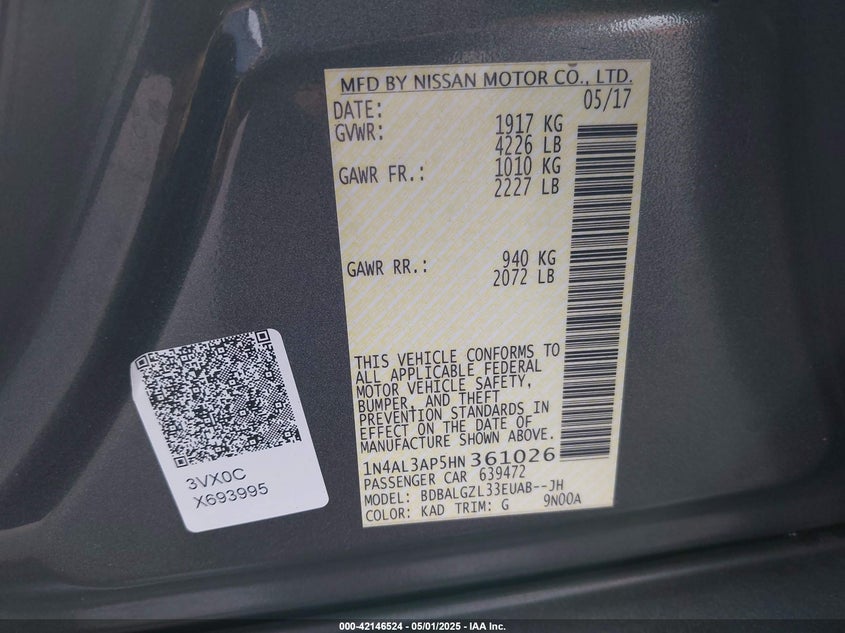 MFD BY NISSAN MOTOR CO., LTD.
DATE: 05/17
GVWR: 1917 KG
4226 LB
GAWR FR.: 1010 KG
2227 LB
GAWR RR.: 940 KG
2072 LB
THIS VEHICLE CONFORMS TO
ALL APPLICABLE FEDERAL
MOTOR VEHICLE SAFETY,
BUMPER, AND THEFT
PREVENTION STANDARDS IN
EFFECT ON THE DATE OF
MANUFACTURE SHOWN ABOVE.
1N4AL3AP5HN361026
PASSENGER CAR 639472
MODEL: BDBALGZL33EUAB--JH
COLOR: KAD TRIM: G 9N00A
3VX0C
X693995
000-42146524 - 05/01/2025 - IAA Inc.